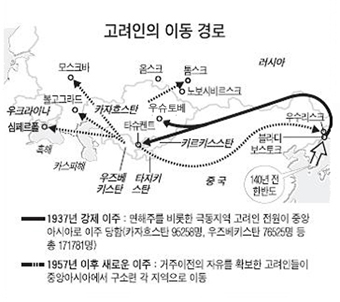 고려인의 이동 경로
모스크바
옴스크
톰스크
러시아
노보시비르스크
볼고그라드
카자흐스탄
우슈토베
우크라이나
심페르폴
타슈켄트
우수리스크
흑해
키르키스스탄
블라디
보스토크
카스피해
우즈베
키스탄
타지키
스탄
중국
140년 전
한반도
1937년 강제 이주 : 연해주를 비롯한 극동지역 고려인 전원이 중앙
아시아로 이주 당함(카자흐스탄 95258명, 우즈베키스탄 76525명 등
총 171781명)
1957년 이후 새로운 이주 : 거주이전의 자유를 확보한 고려인들이
중앙아시아에서 구소련 각 지역으로 이동